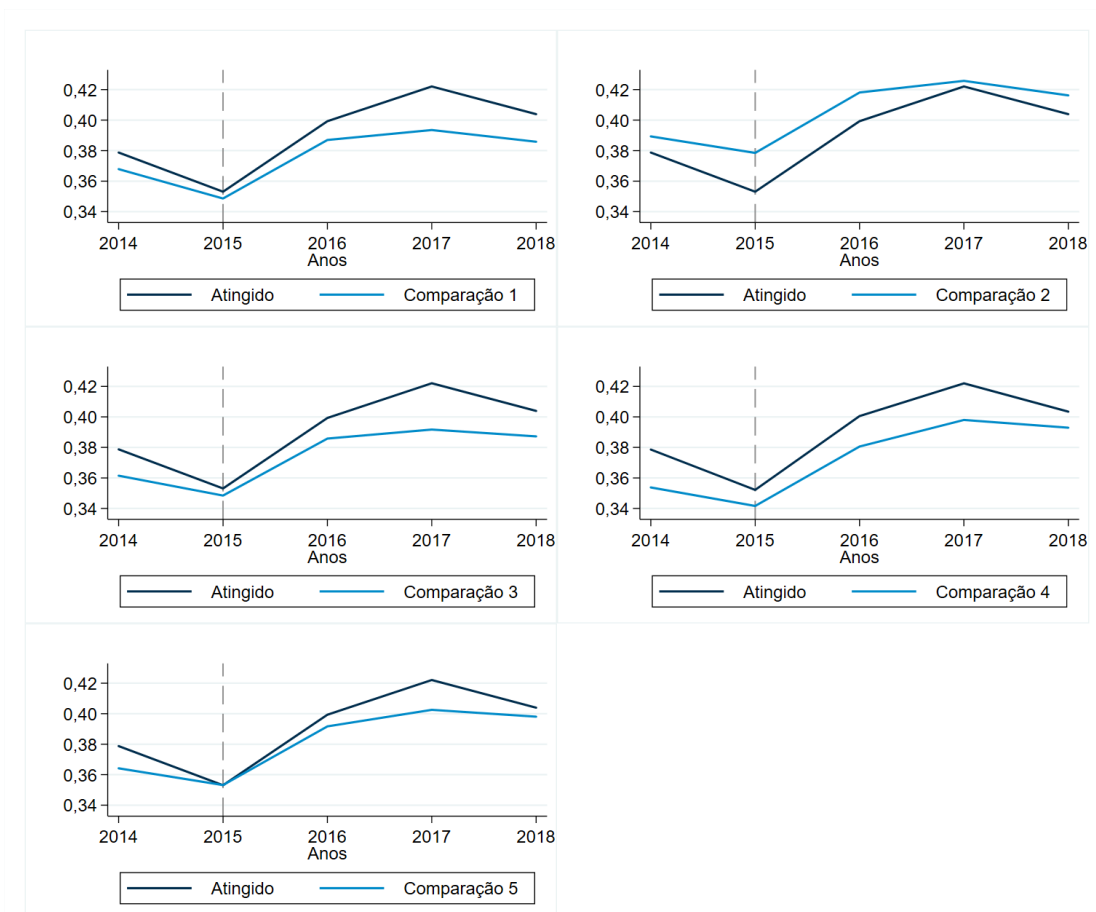 0,42
0,40
0,38
0,36
0,34
2014 2015 2016 2017 2018
Anos
Atingido Comparação 1
0,42
0,40
0,38
0,36
0,34
2014 2015 2016 2017 2018
Anos
Atingido Comparação 2
0,42
0,40
0,38
0,36
0,34
2014 2015 2016 2017 2018
Anos
Atingido Comparação 3
0,42
0,40
0,38
0,36
0,34
2014 2015 2016 2017 2018
Anos
Atingido Comparação 4
0,42
0,40
0,38
0,36
0,34
2014 2015 2016 2017 2018
Anos
Atingido Comparação 5